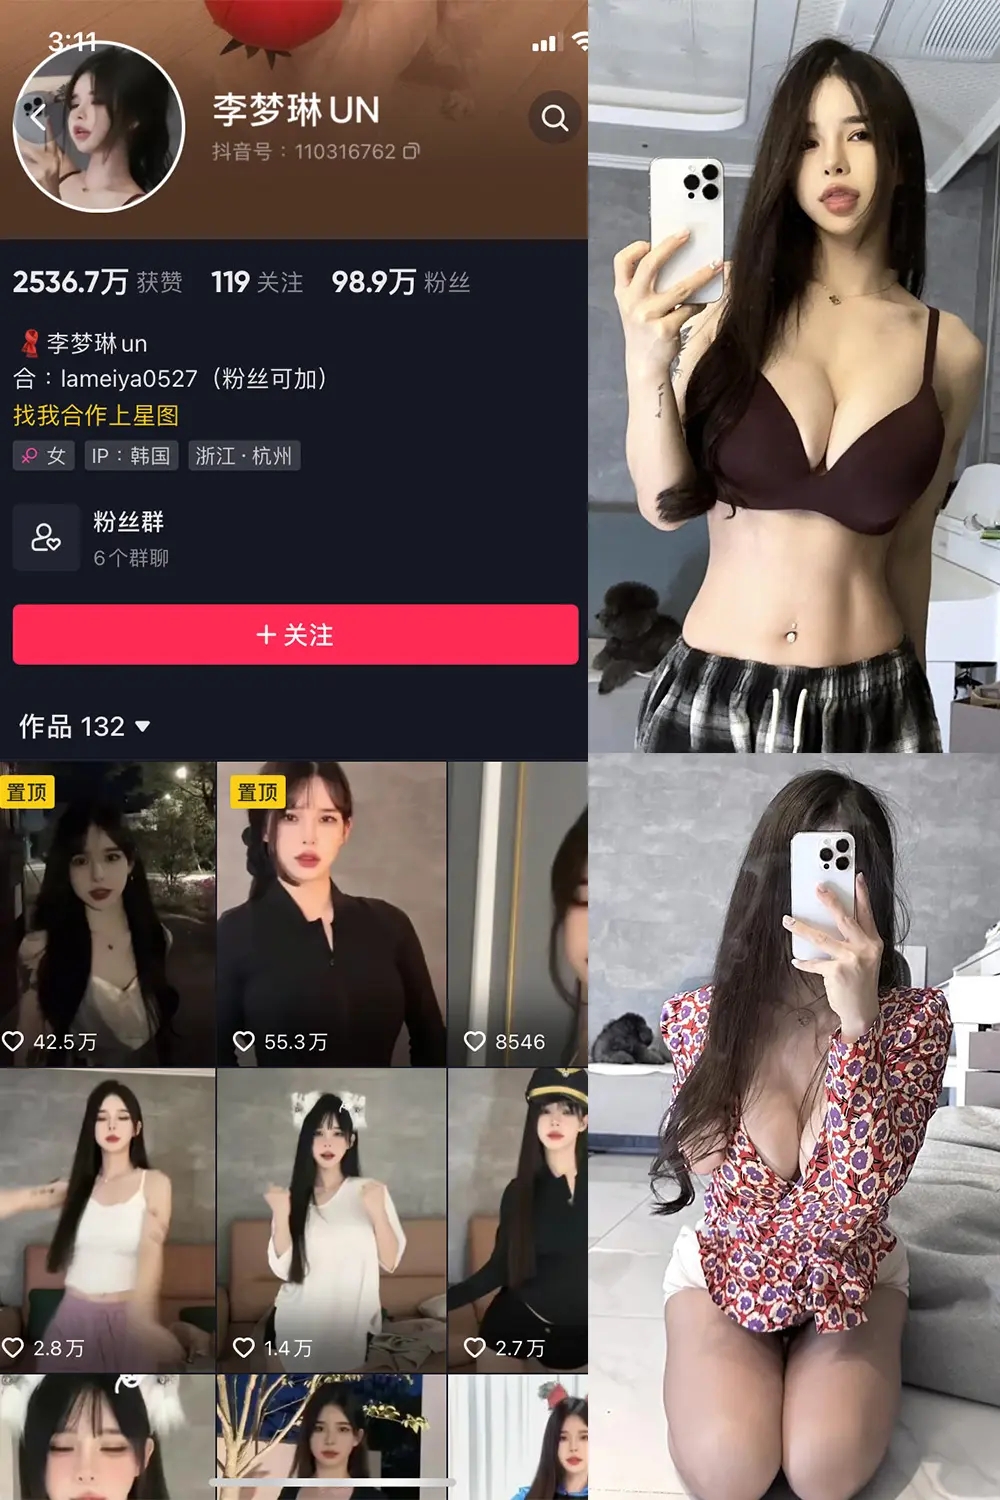 3:11
李梦琳UN
抖音号：110316762
2536.7万 获赞 119 关注 98.9万 粉丝
李梦琳un
合：lameiya0527（粉丝可加）
找我合作上星图
女 IP：韩国 浙江·杭州
粉丝群
6个群聊
+ 关注
作品 132
置顶 置顶
42.5万 55.3万 8546
2.8万 1.4万 2.7万